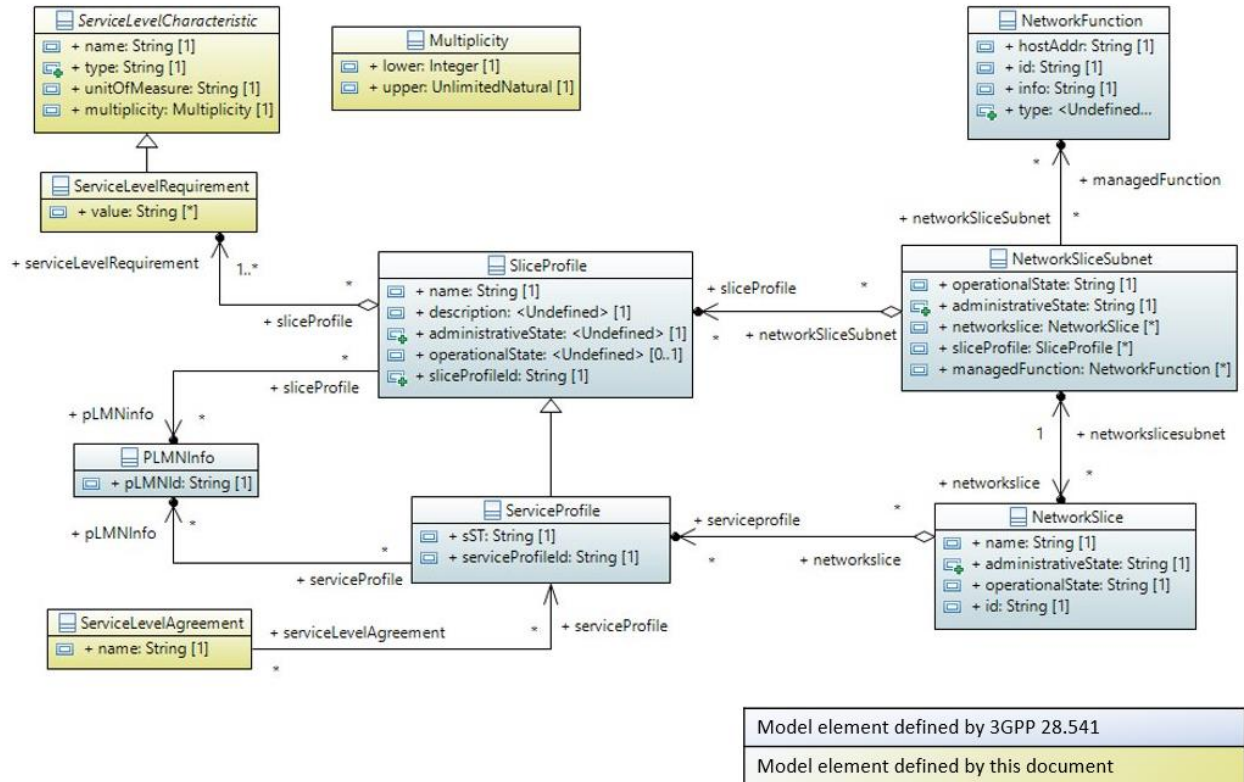 ServiceLevelCharacteristic
+ name: String [1]
+ type: String [1]
+ unitOfMeasure: String [1]
+ multiplicity: Multiplicity [1]
Multiplicity
+ lower: Integer [1]
+ upper: UnlimitedNatural [1]
NetworkFunction
+ hostAddr: String [1]
+ id: String [1]
+ info: String [1]
+ type: <Undefined...
*
+ managedFunction
+ networkSliceSubnet
*
ServiceLevelRequirement
+ value: String [*]
+ serviceLevelRequirement
1..*
*
+ sliceProfile
SliceProfile
+ name: String [1]
+ description: <Undefined> [1]
+ administrativeState: <Undefined> [1]
+ operationalState: <Undefined> [0..1]
+ sliceProfileId: String [1]
+ sliceProfile
*
*
+ networkSliceSubnet
NetworkSliceSubnet
+ operationalState: String [1]
+ administrativeState: String [1]
+ networkslice: NetworkSlice [*]
+ sliceProfile: SliceProfile [*]
+ managedFunction: NetworkFunction [*]
*
+ sliceProfile
+ pLMNinfo
*
PLMNInfo
+ pLMNId: String [1]
+ pLMNInfo
*
*
+ serviceProfile
1
+ networkslicesubnet
+ networkslice
*
ServiceProfile
+ sST: String [1]
+ serviceProfileId: String [1]
+ serviceprofile
*
*
+ networkslice
NetworkSlice
+ name: String [1]
+ administrativeState: String [1]
+ operationalState: String [1]
+ id: String [1]
ServiceLevelAgreement
+ name: String [1]
+ serviceLevelAgreement
*
*
+ serviceProfile
Model element defined by 3GPP 28.541
Model element defined by this document